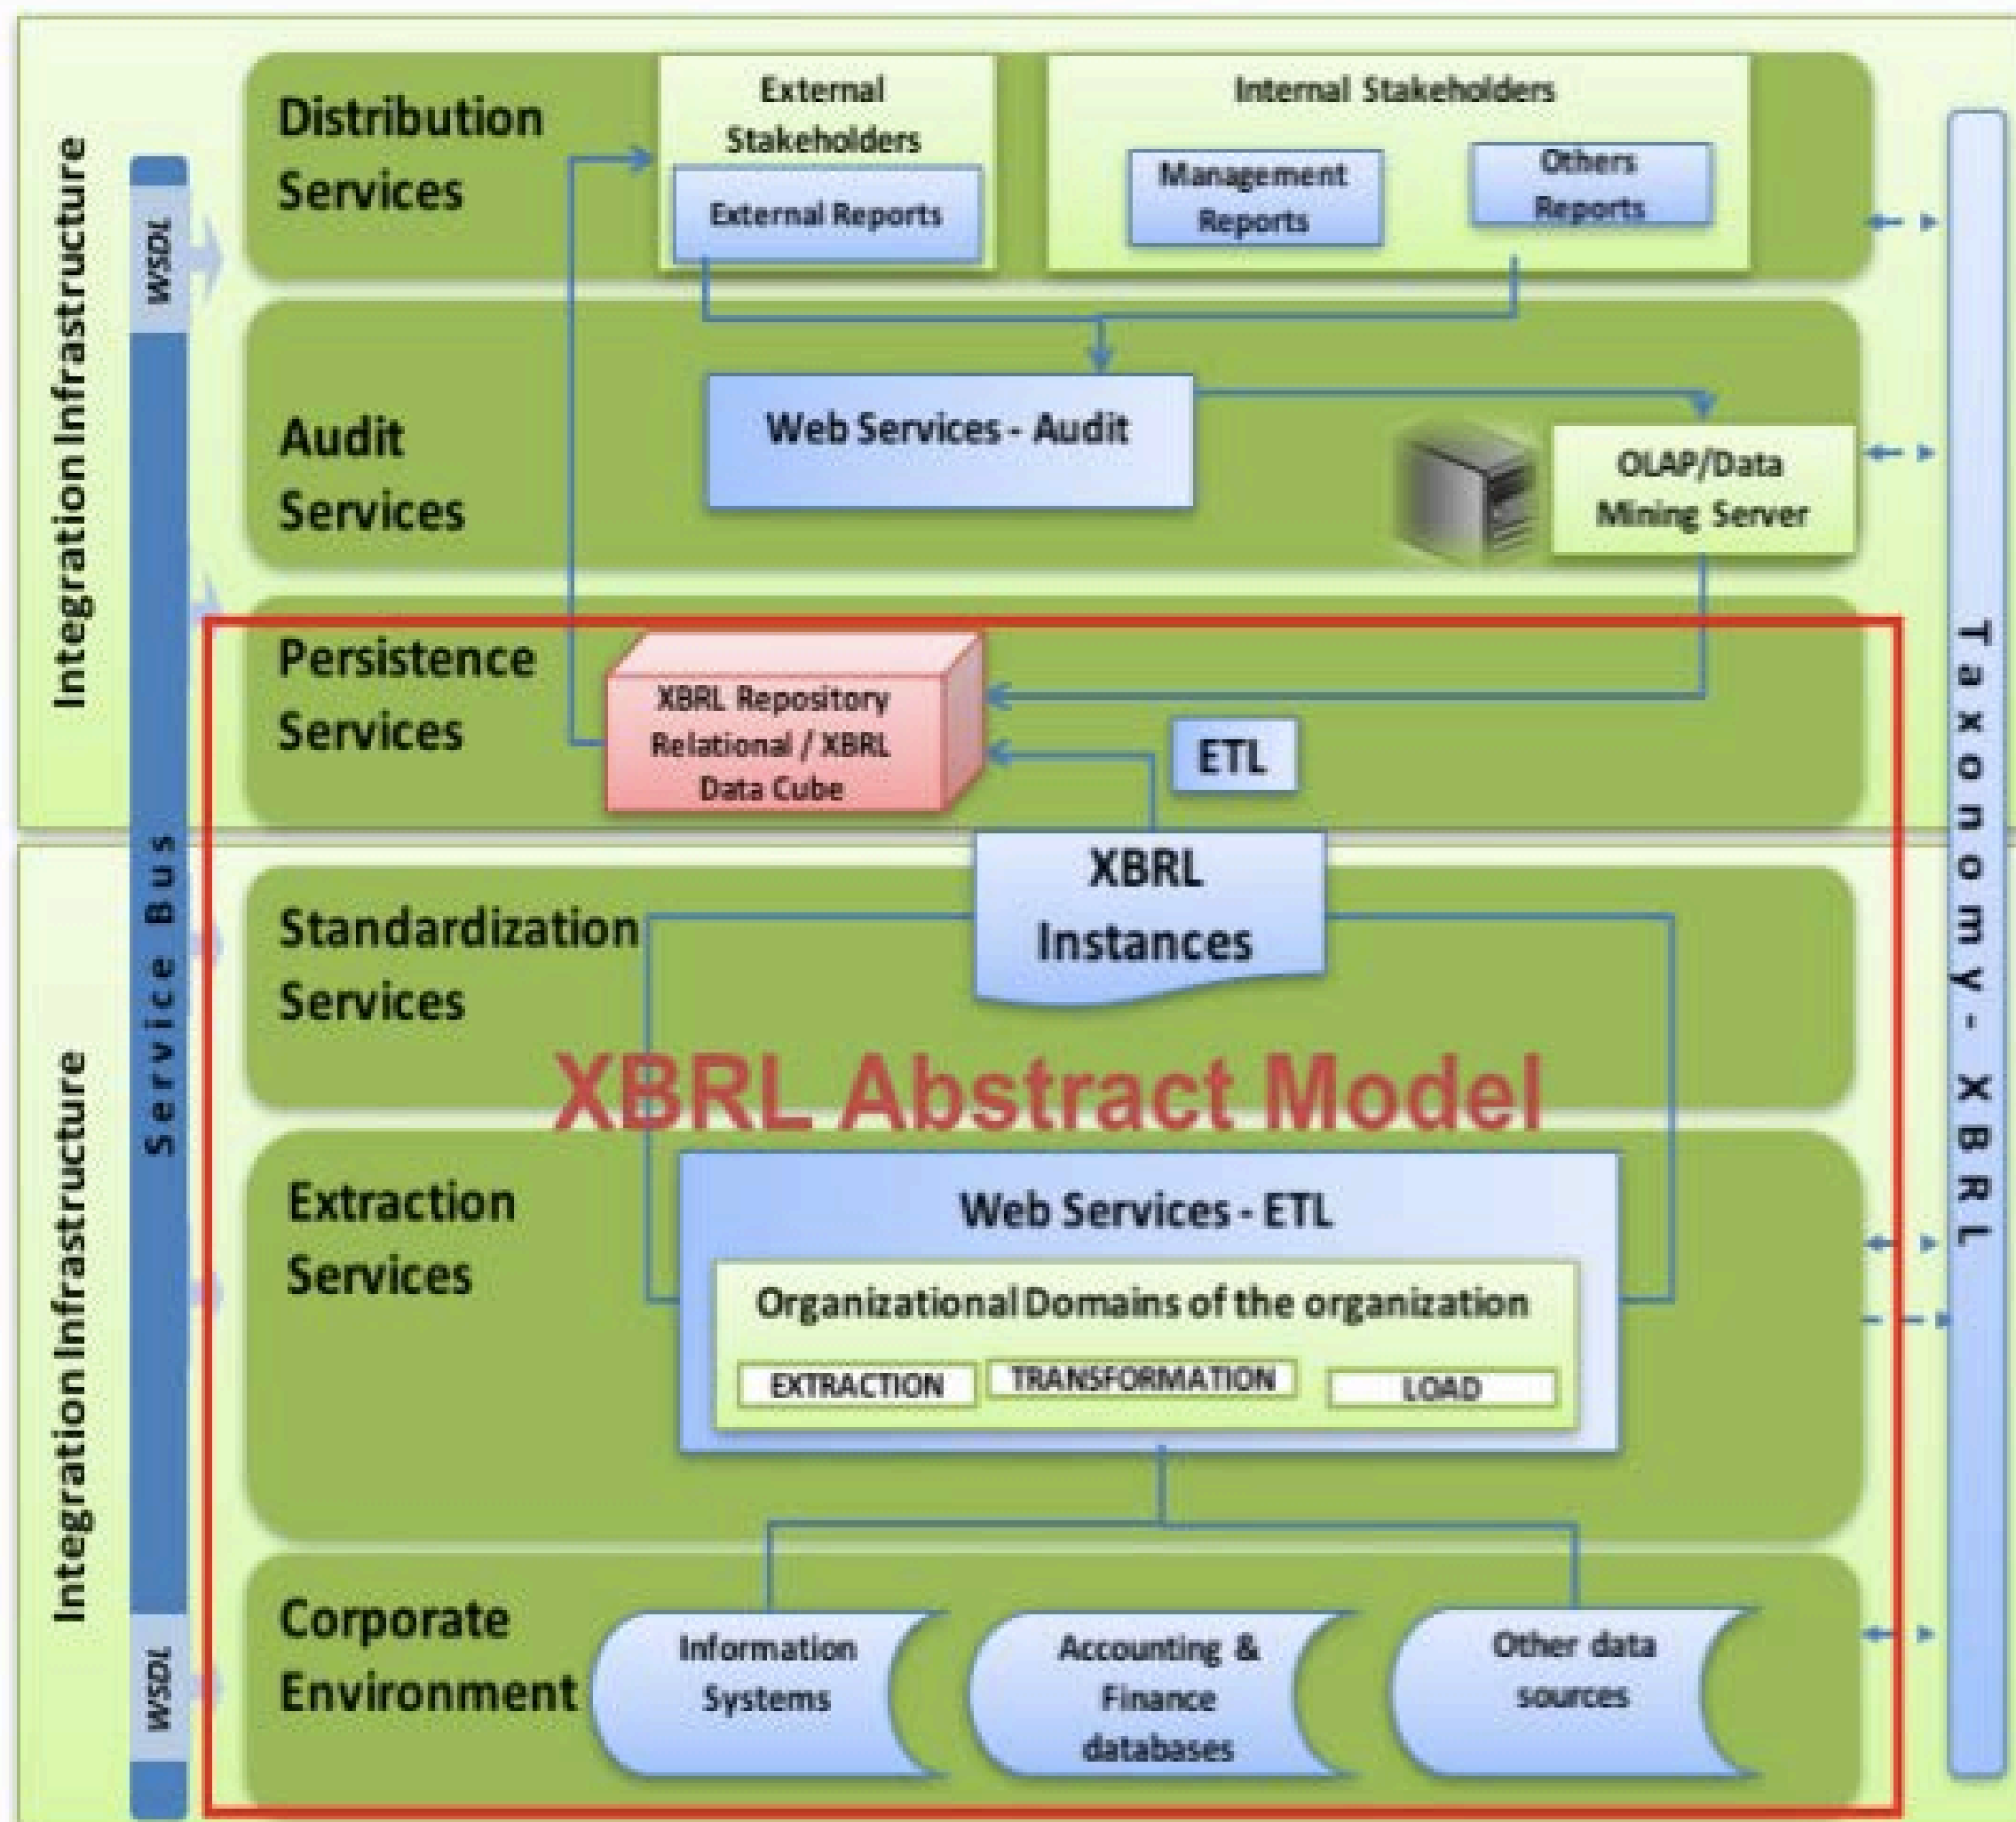 Integration Infrastructure
WSDL
Service Bus
Distribution
Services
External
Stakeholders
External Reports
Internal Stakeholders
Management
Reports
Others
Reports
Audit
Services
Web Services - Audit
OLAP/Data
Mining Server
Persistence
Services
XBRL Repository
Relational / XBRL
Data Cube
ETL
Taxonomy - XBRL
Integration Infrastructure
WSDL
Standardization
Services
XBRL
Instances
XBRL Abstract Model
Extraction
Services
Web Services - ETL
Organizational Domains of the organization
EXTRACTION
TRANSFORMATION
LOAD
Corporate
Environment
Information
Systems
Accounting &
Finance
databases
Other data
sources